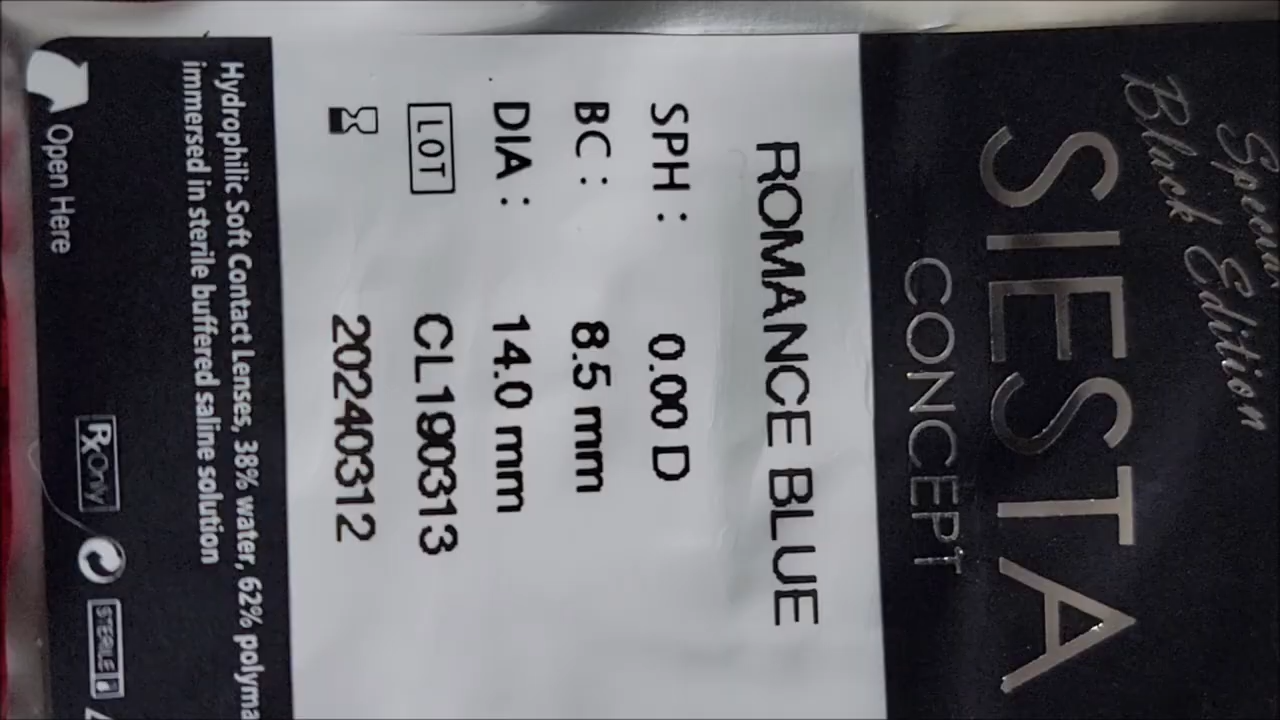 Special
Black Edition
SIESTA
CONCEPT
ROMANCE BLUE
SPH : 0.00 D
BC : 8.5 mm
DIA : 14.0 mm
LOT CL190313
20240312
Hydrophilic Soft Contact Lenses, 38% water, 62% polyma
immersed in sterile buffered saline solution
Open Here
Rx Only
STERILE